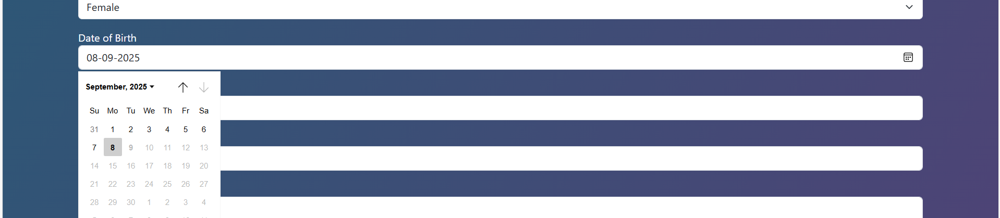 Female
Date of Birth
08-09-2025
September, 2025
Su Mo Tu We Th Fr Sa
31 1 2 3 4 5 6
7 8 9 10 11 12 13
14 15 16 17 18 19 20
21 22 23 24 25 26 27
28 29 30 1 2 3 4